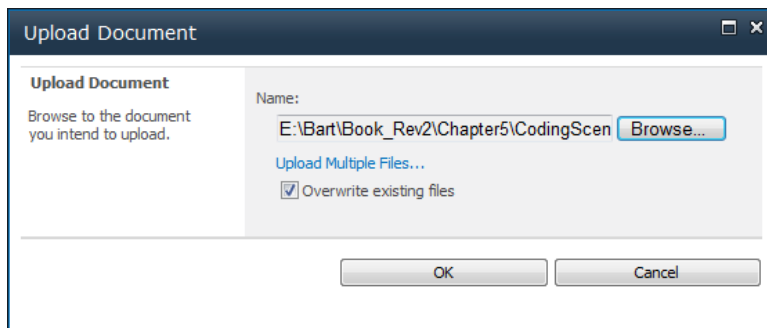 Upload Document
Upload Document
Browse to the document
you intend to upload.
Name:
E:\Bart\Book_Rev2\Chapter5\CodingScen Browse...
Upload Multiple Files...
Overwrite existing files
OK Cancel